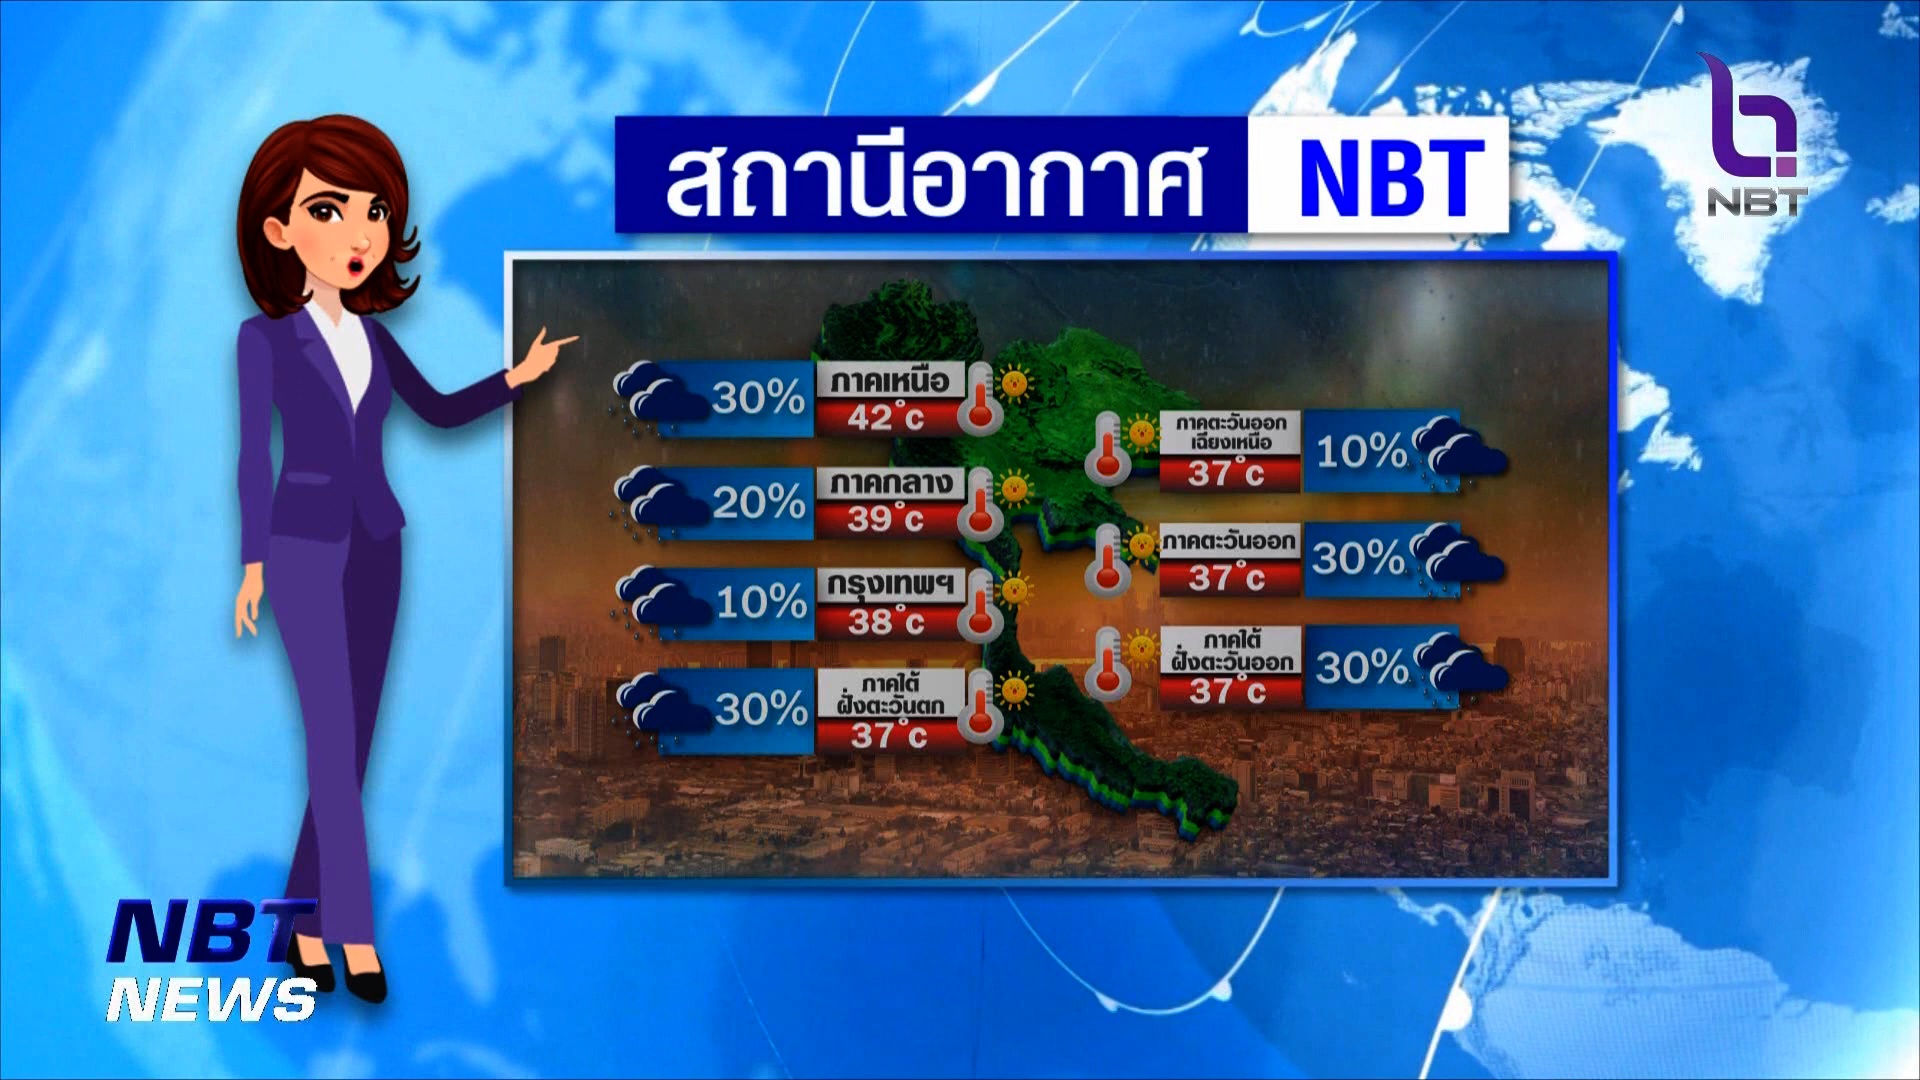 สถานีอากาศ NBT
NBT
30%
ภาคเหนือ
42°c
20%
ภาคกลาง
39°c
10%
กรุงเทพฯ
38°c
30%
ภาคใต้
ฝั่งตะวันตก
37°c
ภาคตะวันออก
เฉียงเหนือ
37°c
10%
ภาคตะวันออก
37°c
30%
ภาคใต้
ฝั่งตะวันออก
37°c
30%
NBT
NEWS